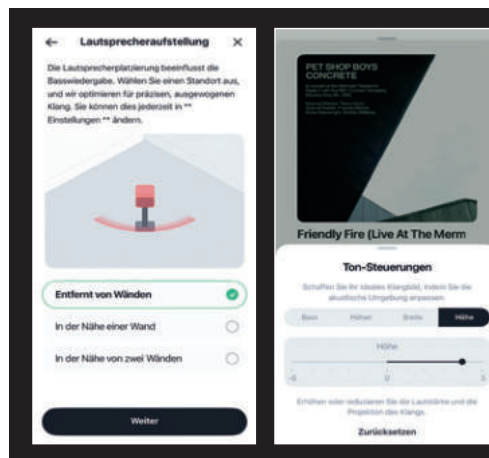 Lautsprecheraufstellung
Die Lautsprecherplatzierung beeinflusst die
Basswiedergabe. Wählen Sie einen Standort aus,
und wir optimieren für präzisen, ausgewogenen
Klang. Sie können dies jederzeit in **
Einstellungen ** ändern.
Entfernt von Wänden
In der Nähe einer Wand
In der Nähe von zwei Wänden
Weiter
PET SHOP BOYS
CONCRETE
Friendly Fire (Live At The Merm
Ton-Steuerungen
Schaffen Sie Ihr ideales Klangbild, indem Sie die
akustische Umgebung anpassen.
Bass Höhen Breite Höhe
Höhe
-6 0 5
Erhöhen oder reduzieren Sie die Lautstärke und die
Projektion des Klangs.
Zurücksetzen